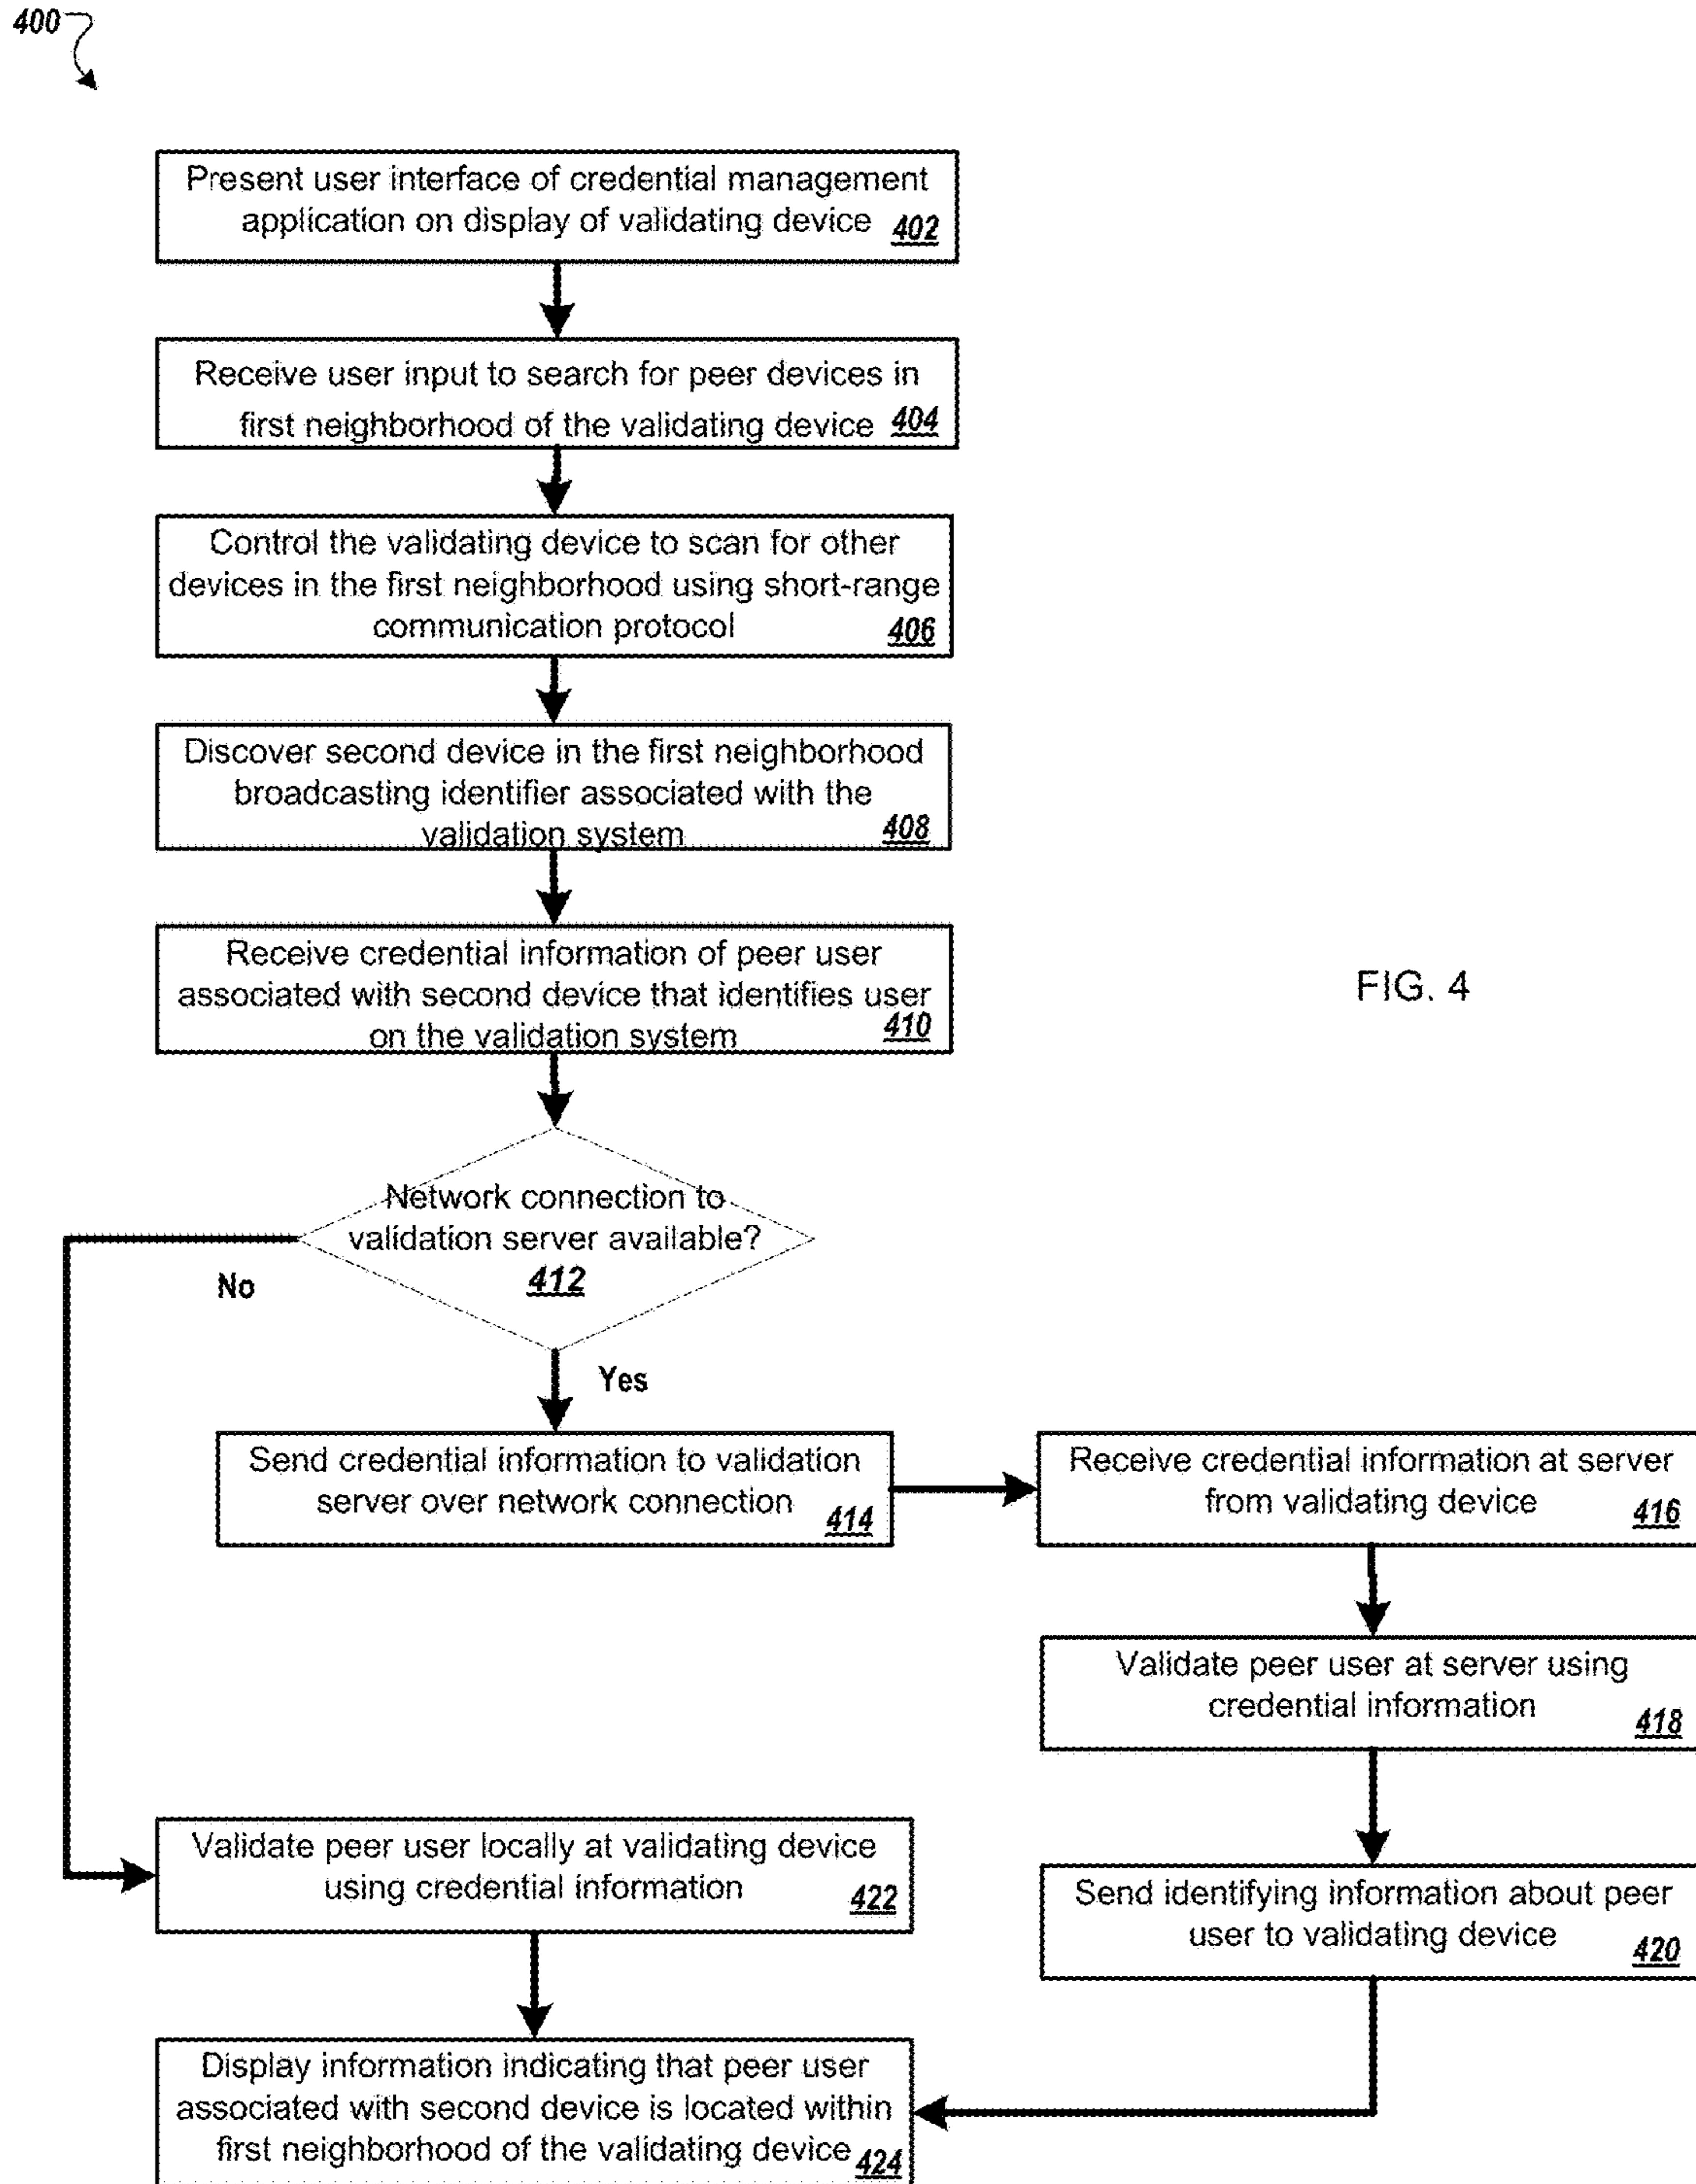 400
Present user interface of credential management
application on display of validating device 402
Receive user input to search for peer devices in
first neighborhood of the validating device 404
Control the validating device to scan for other
devices in the first neighborhood using short-range
communication protocol 406
Discover second device in the first neighborhood
broadcasting identifier associated with the
validation system 408
Receive credential information of peer user
associated with second device that identifies user
on the validation system 410
FIG. 4
Network connection to
validation server available?
412
No
Yes
Send credential information to validation
server over network connection 414
Receive credential information at server
from validating device 416
Validate peer user at server using
credential information 418
Validate peer user locally at validating device
using credential information 422
Send identifying information about peer
user to validating device 420
Display information indicating that peer user
associated with second device is located within
first neighborhood of the validating device 424